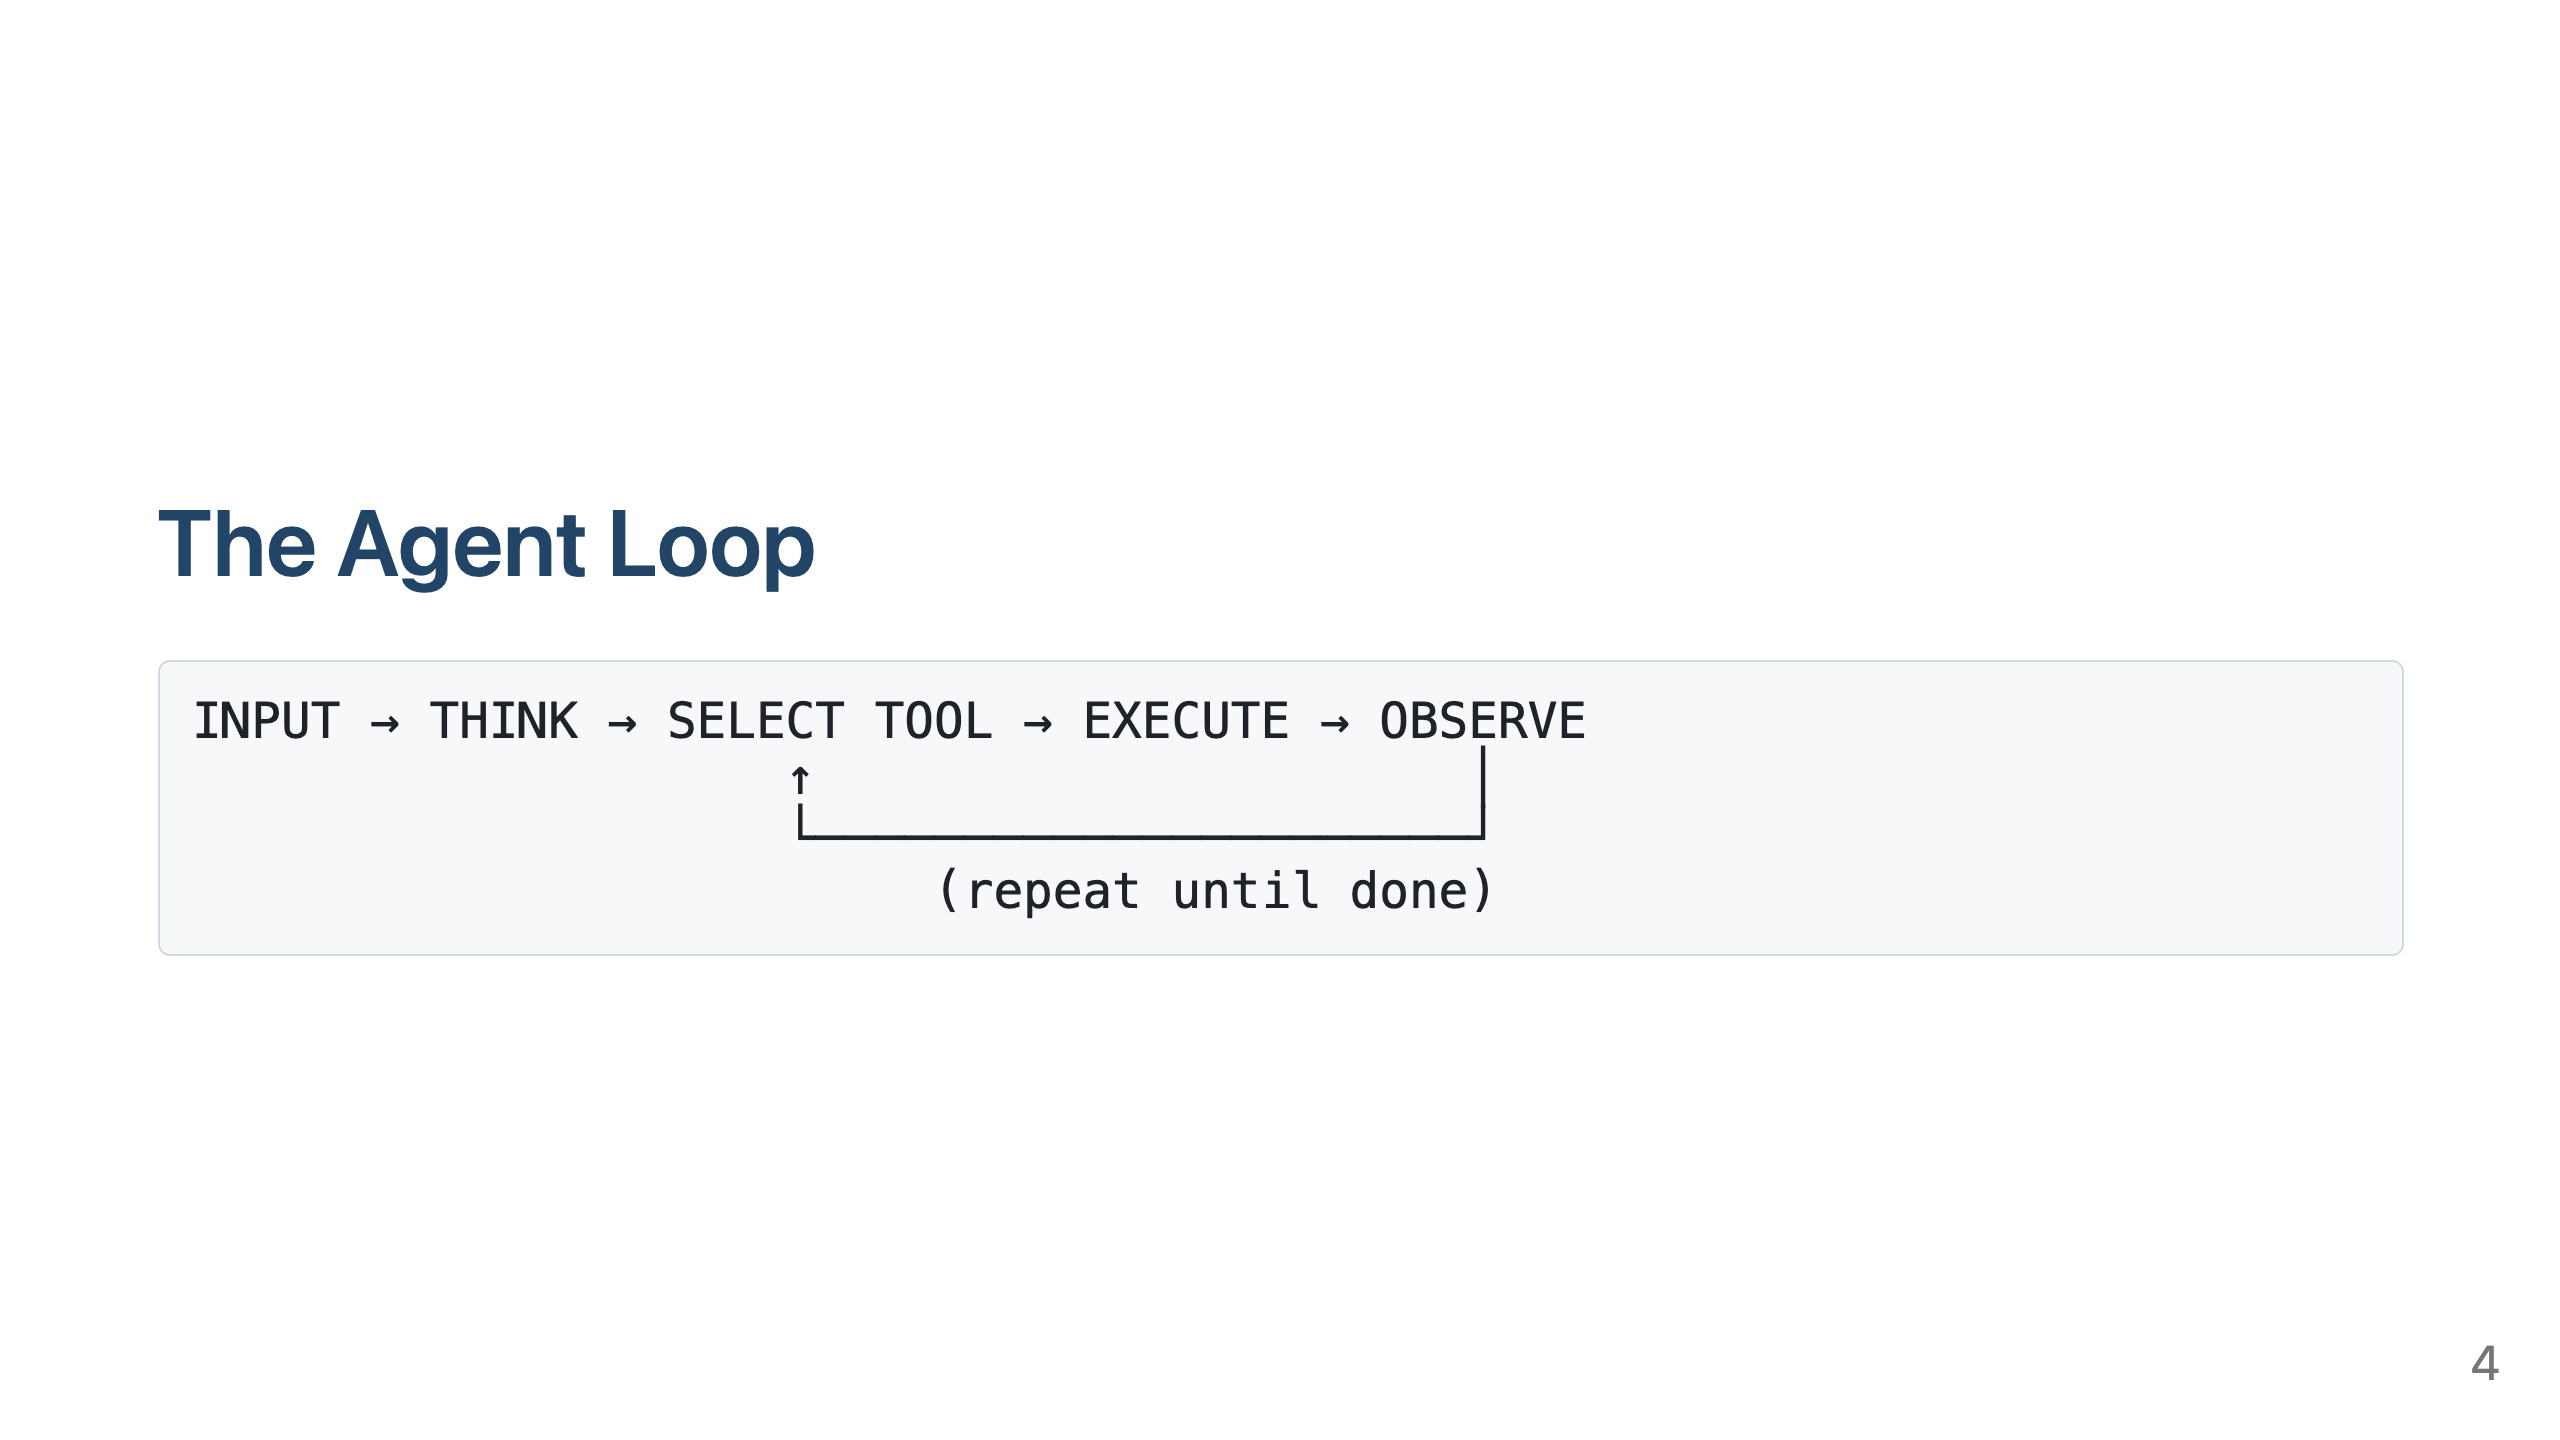 The Agent Loop
INPUT → THINK → SELECT TOOL → EXECUTE → OBSERVE
↑
(repeat until done)
4